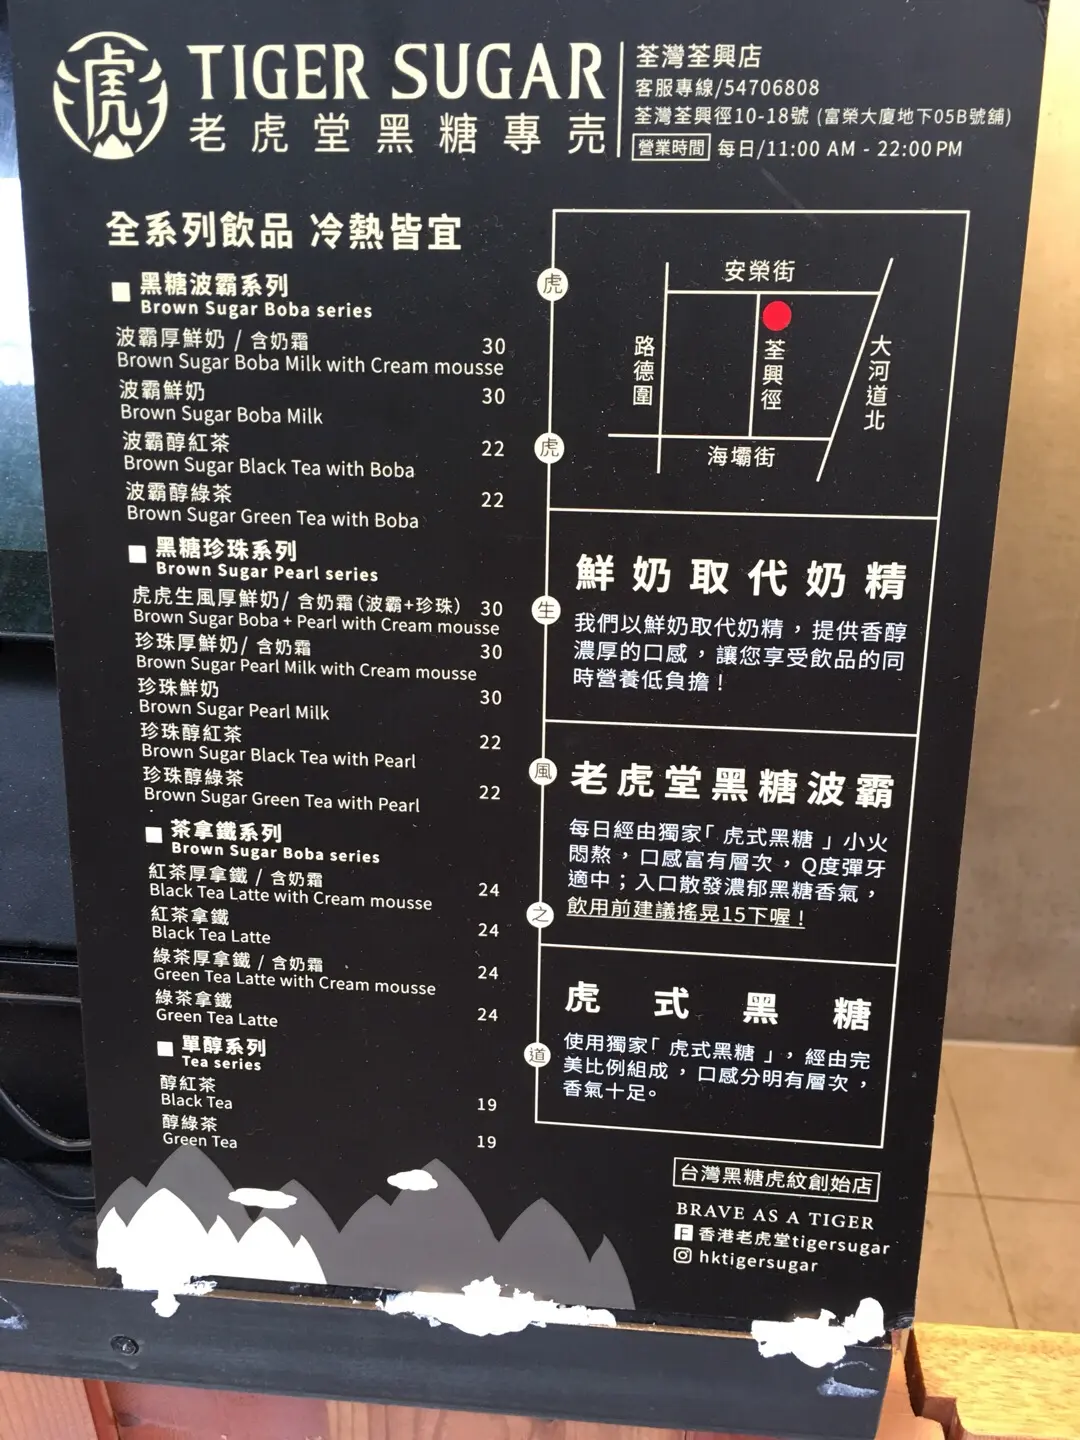 虎
TIGER SUGAR
老虎堂黑糖專売
荃灣荃興店
客服專線/54706808
荃灣荃興徑10-18號 (富榮大廈地下05B號舖)
營業時間 每日/11:00 AM - 22:00 PM
全系列飲品 冷熱皆宜
黑糖波霸系列
Brown Sugar Boba series
波霸厚鮮奶 / 含奶霜 30
Brown Sugar Boba Milk with Cream mousse
波霸鮮奶 30
Brown Sugar Boba Milk
波霸醇紅茶 22
Brown Sugar Black Tea with Boba
波霸醇綠茶 22
Brown Sugar Green Tea with Boba
黑糖珍珠系列
Brown Sugar Pearl series
虎虎生風厚鮮奶/ 含奶霜(波霸+珍珠) 30
Brown Sugar Boba + Pearl with Cream mousse
珍珠厚鮮奶/ 含奶霜 30
Brown Sugar Pearl Milk with Cream mousse
珍珠鮮奶 30
Brown Sugar Pearl Milk
珍珠醇紅茶 22
Brown Sugar Black Tea with Pearl
珍珠醇綠茶 22
Brown Sugar Green Tea with Pearl
茶拿鐵系列
Brown Sugar Boba series
紅茶厚拿鐵 / 含奶霜 24
Black Tea Latte with Cream mousse
紅茶拿鐵 24
Black Tea Latte
綠茶厚拿鐵 / 含奶霜 24
Green Tea Latte with Cream mousse
綠茶拿鐵 24
Green Tea Latte
單醇系列
Tea series
醇紅茶 19
Black Tea
醇綠茶 19
Green Tea
虎
虎
生
風
之
道
安榮街
路德圍
荃興徑
大河道北
海壩街
鮮奶取代奶精
我們以鮮奶取代奶精，提供香醇
濃厚的口感，讓您享受飲品的同
時營養低負擔！
老虎堂黑糖波霸
每日經由獨家「虎式黑糖」小火
悶熬，口感富有層次，Q度彈牙
適中；入口散發濃郁黑糖香氣，
飲用前建議搖晃15下喔！
虎式黑糖
使用獨家「虎式黑糖」，經由完
美比例組成，口感分明有層次，
香氣十足。
台灣黑糖虎紋創始店
BRAVE AS A TIGER
香港老虎堂tigersugar
hktigersugar